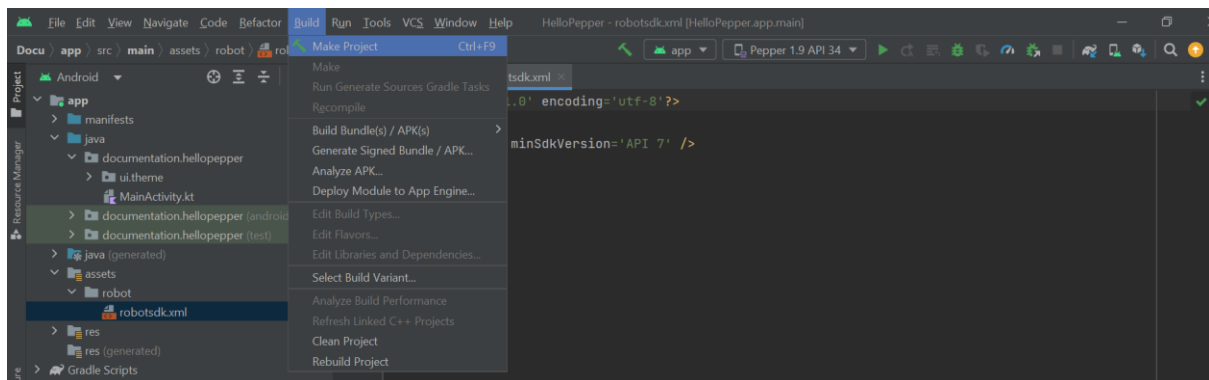 File Edit View Navigate Code Refactor Build Run Tools VCS Window Help HelloPepper - robotsdk.xml [HelloPepper.app.main]
Docu app src main assets robot
app Pepper 1.9 API 34
Project
Resource Manager
Android
app
manifests
java
documentation.hellopepper
ui.theme
MainActivity.kt
documentation.hellopepper
documentation.hellopepper (test)
java (generated)
assets
robot
robotsdk.xml
res
res (generated)
Gradle Scripts
Make Project Ctrl+F9
Make
Run Generate Sources Gradle Tasks
Recompile
Build Bundle(s) / APK(s)
Generate Signed Bundle / APK...
Analyze APK...
Deploy Module to App Engine...
Edit Build Types...
Edit Flavors...
Edit Libraries and Dependencies...
Select Build Variant...
Analyze Build Performance
Refresh Linked C++ Projects
Clean Project
Rebuild Project
tsdk.xml
.0' encoding='utf-8'?>
minSdkVersion='API 7' />